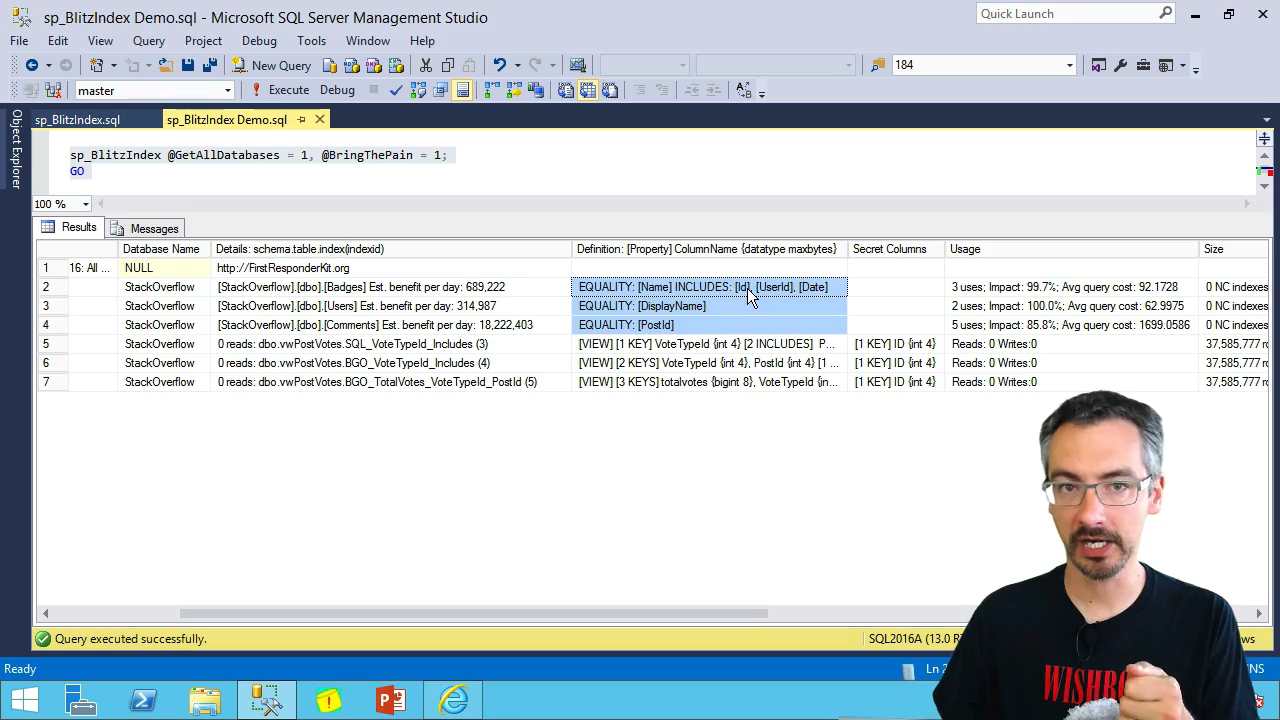 sp_BlitzIndex Demo.sql - Microsoft SQL Server Management Studio
Quick Launch
File Edit View Query Project Debug Tools Window Help
New Query
184
master
Execute Debug
sp_BlitzIndex.sql
sp_BlitzIndex Demo.sql
Object Explorer
sp_BlitzIndex @GetAllDatabases = 1, @BringThePain = 1;
GO
100 %
Results Messages
Database Name Details: schema.table.index(indexid) Definition: [Property] ColumnName {datatype maxbytes} Secret Columns Usage Size
1 16: All ... NULL http://FirstResponderKit.org
2 StackOverflow [StackOverflow].[dbo].[Badges] Est. benefit per day: 689,222 EQUALITY: [Name] INCLUDES: [Id], [UserId], [Date] 3 uses; Impact: 99.7%; Avg query cost: 92.1728 0 NC indexes
3 StackOverflow [StackOverflow].[dbo].[Users] Est. benefit per day: 314,987 EQUALITY: [DisplayName] 2 uses; Impact: 100.0%; Avg query cost: 62.9975 0 NC indexes
4 StackOverflow [StackOverflow].[dbo].[Comments] Est. benefit per day: 18,222,403 EQUALITY: [PostId] 5 uses; Impact: 85.8%; Avg query cost: 1699.0586 0 NC indexes
5 StackOverflow 0 reads: dbo.vwPostVotes.SQL_VoteTypeId_Includes (3) [VIEW] [1 KEY] VoteTypeId {int 4} [2 INCLUDES] P... [1 KEY] ID {int 4} Reads: 0 Writes:0 37,585,777
6 StackOverflow 0 reads: dbo.vwPostVotes.BGO_VoteTypeId_Includes (4) [VIEW] [2 KEYS] VoteTypeId {int 4}, PostId {int 4} [1 ... [1 KEY] ID {int 4} Reads: 0 Writes:0 37,585,777
7 StackOverflow 0 reads: dbo.vwPostVotes.BGO_TotalVotes_VoteTypeId_PostId (5) [VIEW] [3 KEYS] totalvotes {bigint 8}, VoteTypeId {in... [1 KEY] ID {int 4} Reads: 0 Writes:0 37,585,777
Query executed successfully.
SQL2016A (13.0
Ready